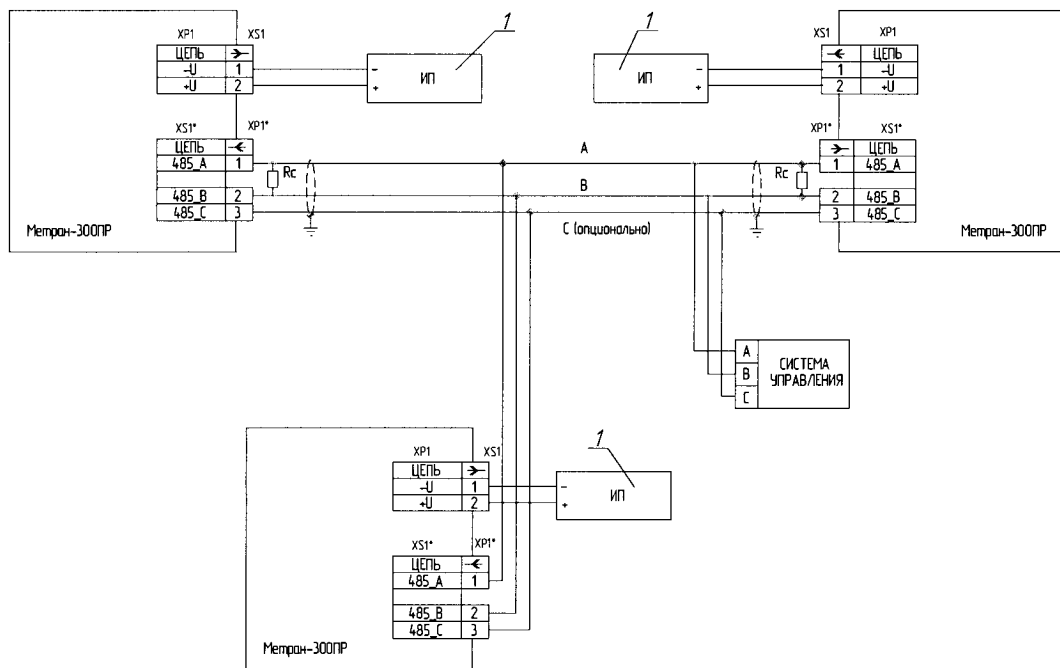 XP1 XS1
ЦЕПЬ
-U 1
+U 2
1
- ИП
+
XS1* XP1*
ЦЕПЬ
485_A 1
485_B 2
485_C 3
Rc
Метран-300ПР
A
B
C (опционально)
1
ИП -
+
XS1 XP1
ЦЕПЬ
1 -U
2 +U
XP1* XS1*
ЦЕПЬ
1 485_A
2 485_B
3 485_C
Rc
Метран-300ПР
A
B
C
СИСТЕМА
УПРАВЛЕНИЯ
XP1 XS1
ЦЕПЬ
-U 1
+U 2
1
- ИП
+
XS1* XP1*
ЦЕПЬ
485_A 1
485_B 2
485_C 3
Метран-300ПР